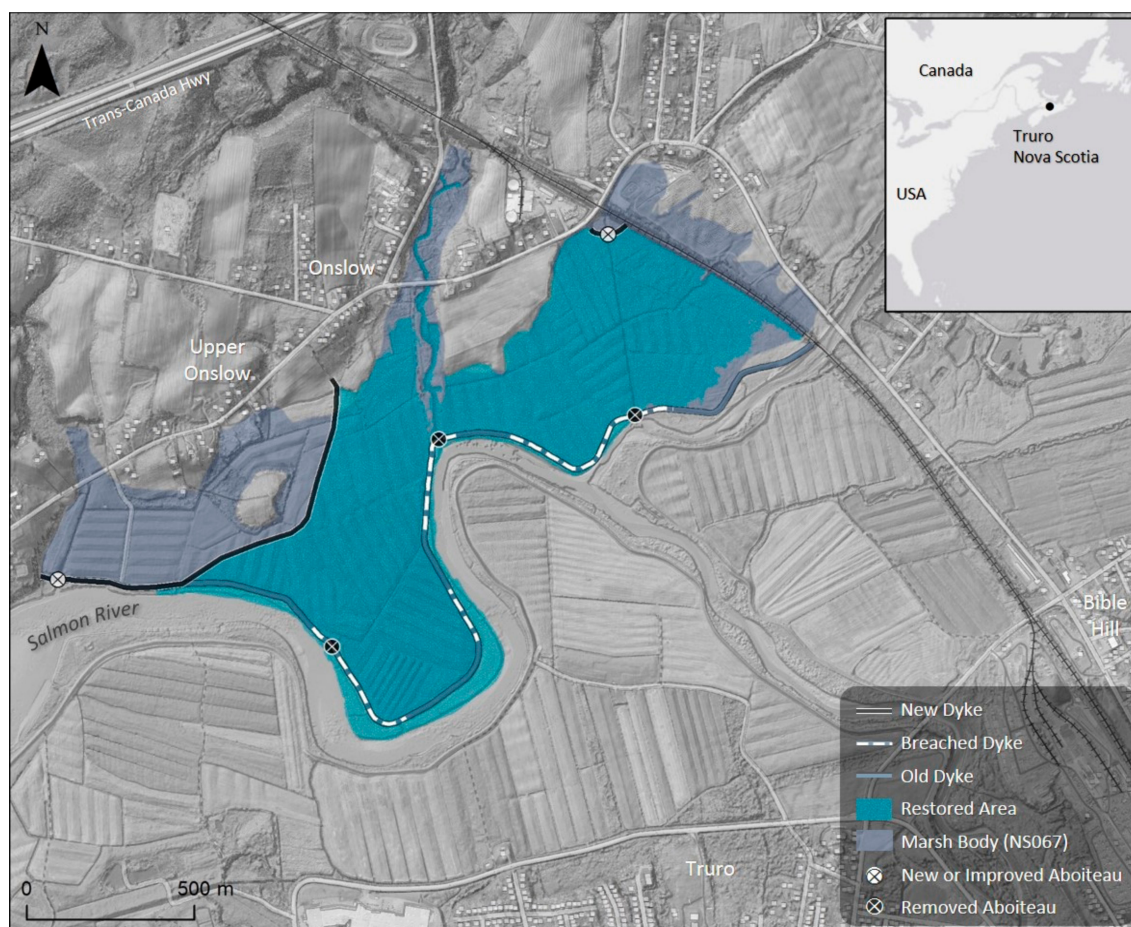 N
Trans-Canada Hwy
Canada
Truro
Nova Scotia
USA
Onslow
Upper
Onslow
Salmon River
Bible
Hill
New Dyke
Breached Dyke
Old Dyke
Restored Area
Marsh Body (NS067)
Truro
New or Improved Aboiteau
Removed Aboiteau
0
500 m